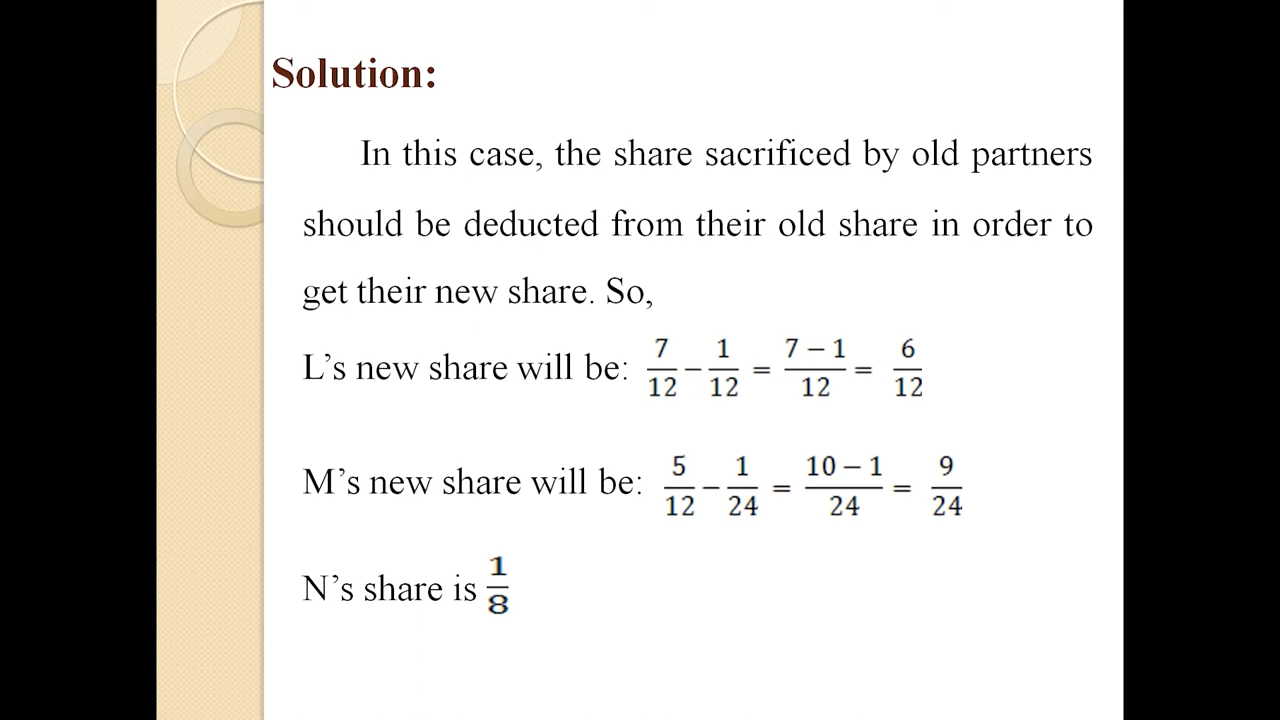 Solution:
In this case, the share sacrificed by old partners
should be deducted from their old share in order to
get their new share. So,
L’s new share will be: 7/12 − 1/12 = (7 − 1)/12 = 6/12
M’s new share will be: 5/12 − 1/24 = (10 − 1)/24 = 9/24
N’s share is 1/8